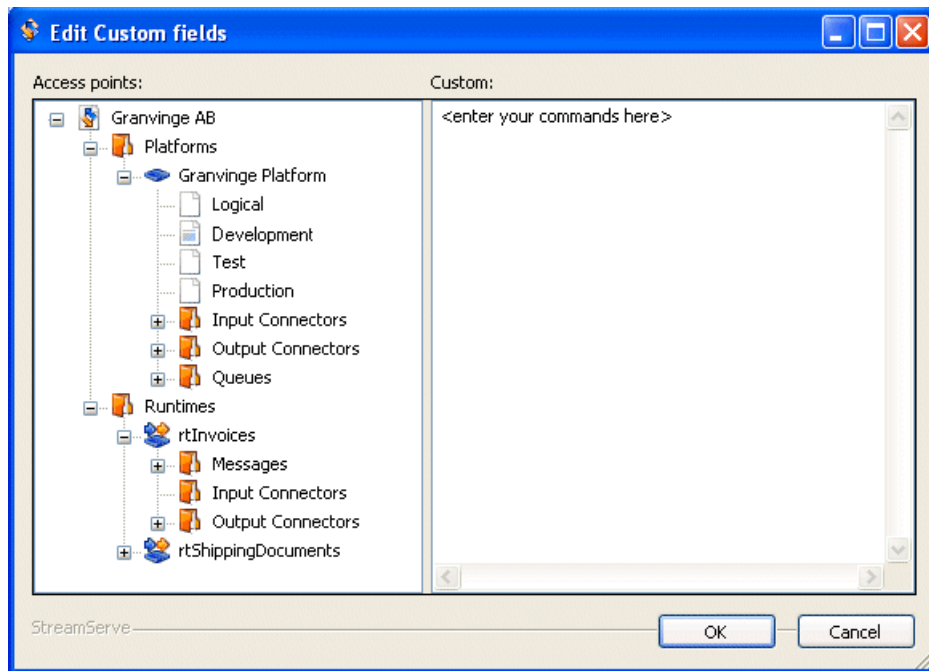 Edit Custom fields
Access points:
Custom:
Granvinge AB
<enter your commands here>
Platforms
Granvinge Platform
Logical
Development
Test
Production
Input Connectors
Output Connectors
Queues
Runtimes
rtInvoices
Messages
Input Connectors
Output Connectors
rtShippingDocuments
StreamServe
OK
Cancel